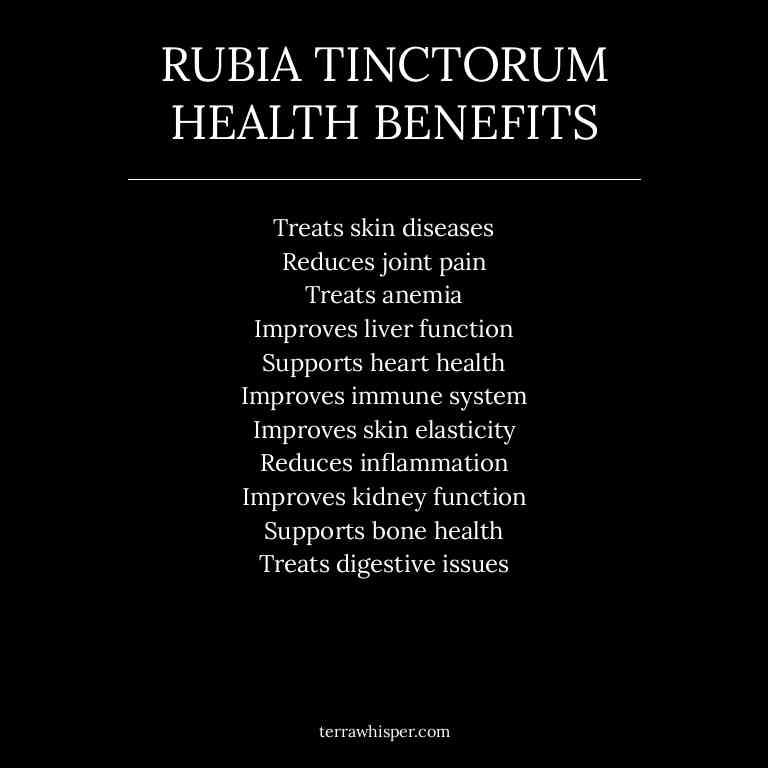 RUBIA TINCTORUM
HEALTH BENEFITS
Treats skin diseases
Reduces joint pain
Treats anemia
Improves liver function
Supports heart health
Improves immune system
Improves skin elasticity
Reduces inflammation
Improves kidney function
Supports bone health
Treats digestive issues
terrawhisper.com